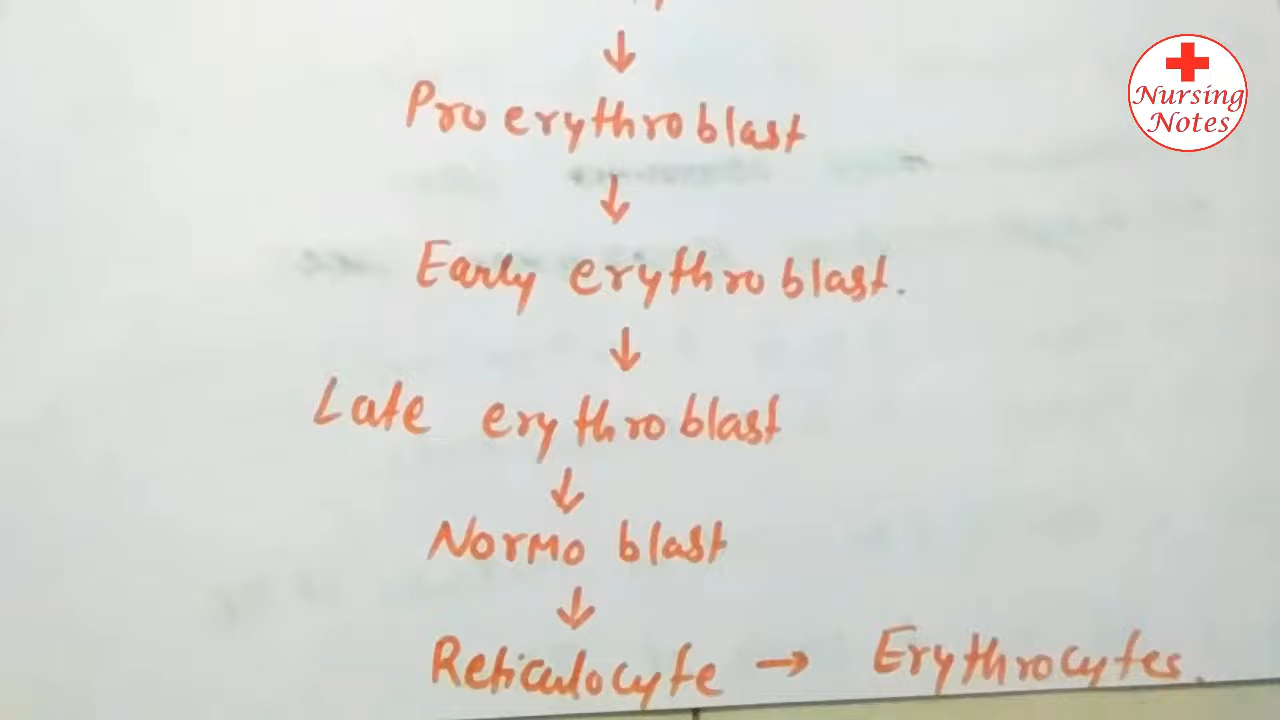 Nursing
Notes
↓
Pro erythroblast
↓
Early erythroblast.
↓
Late erythroblast
↓
Normo blast
↓
Reticulocyte → Erythrocytes.